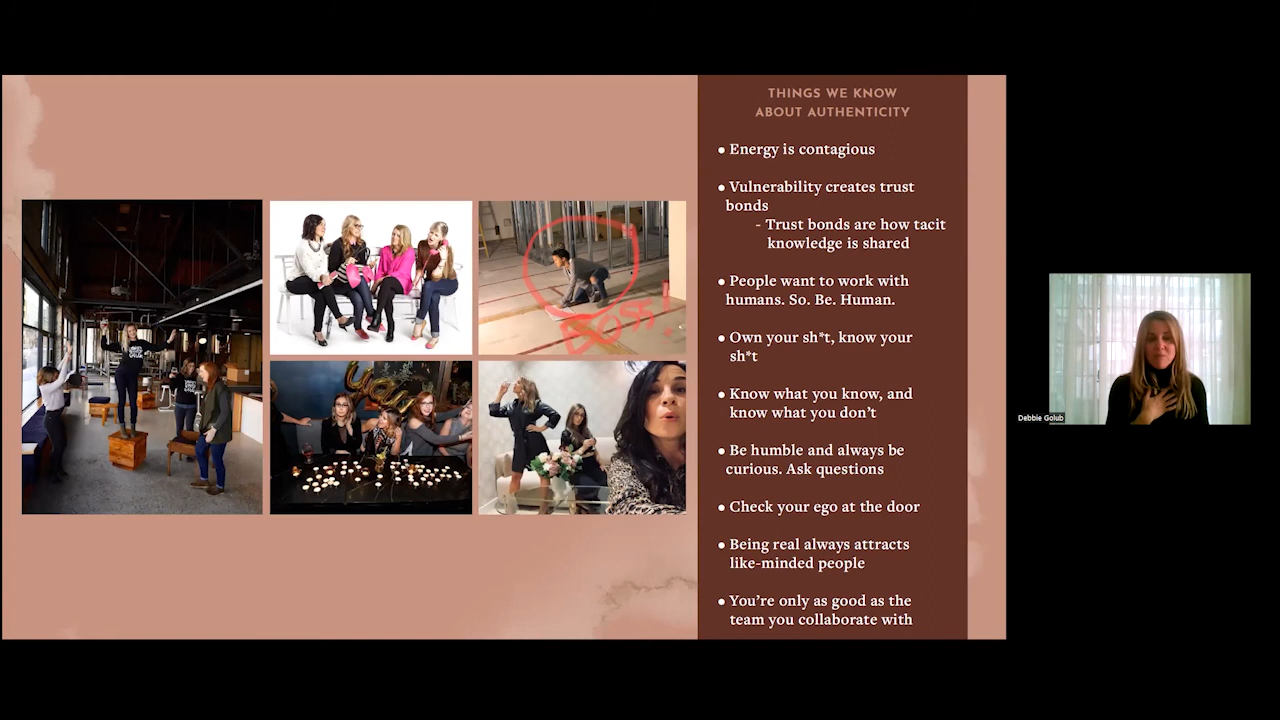 THINGS WE KNOW
ABOUT AUTHENTICITY
• Energy is contagious
• Vulnerability creates trust
bonds
- Trust bonds are how tacit
knowledge is shared
• People want to work with
humans. So. Be. Human.
• Own your sh*t, know your
sh*t
• Know what you know, and
know what you don't
• Be humble and always be
curious. Ask questions
• Check your ego at the door
• Being real always attracts
like-minded people
• You're only as good as the
team you collaborate with
BOSS!
yay
Debbie Golub